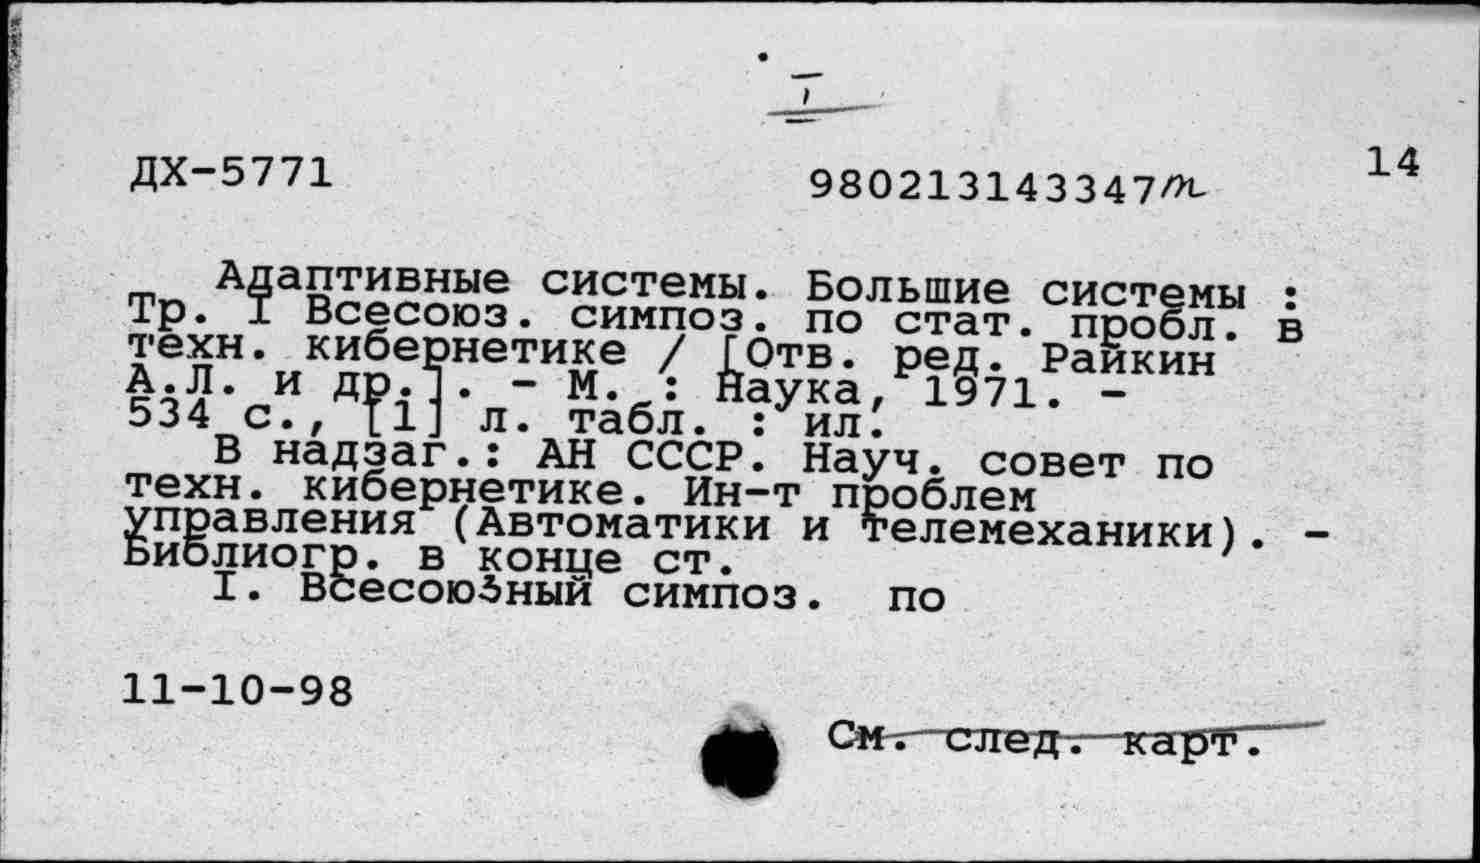 I
14
ДХ-5771
980213143347m
Адаптивные системы. Большие системы :
Тр. I Всесоюз. симпоз. по стат. пробл. в
техн. кибернетике / [Отв. ред. Райкин
А.Л. и др.]. - М. : Наука, 1971. -
534 с., [1] л. табл. : ил.
В надзаг.: АН СССР. Науч. совет по
техн. кибернетике. Ин-т проблем
управления (Автоматики и телемеханики). -
Библиогр. в конце ст.
I. Всесоюзный симпоз. по
11-10-98
См. след. карт.